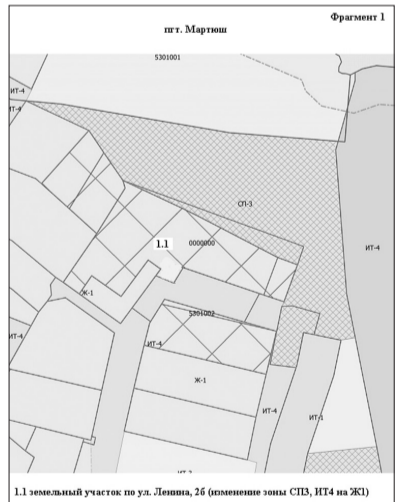 Фрагмент 1
пгт. Мартюш
5301001
ИТ-4
ИТ-4
СП-3
1.1
0000000
ИТ-4
Ж-1
5301002
ИТ-4
ИТ-4
Ж-1
ИТ-4
ИТ-1
1.1 земельный участок по ул. Ленина, 2б (изменение зоны СП3, ИТ4 на Ж1)